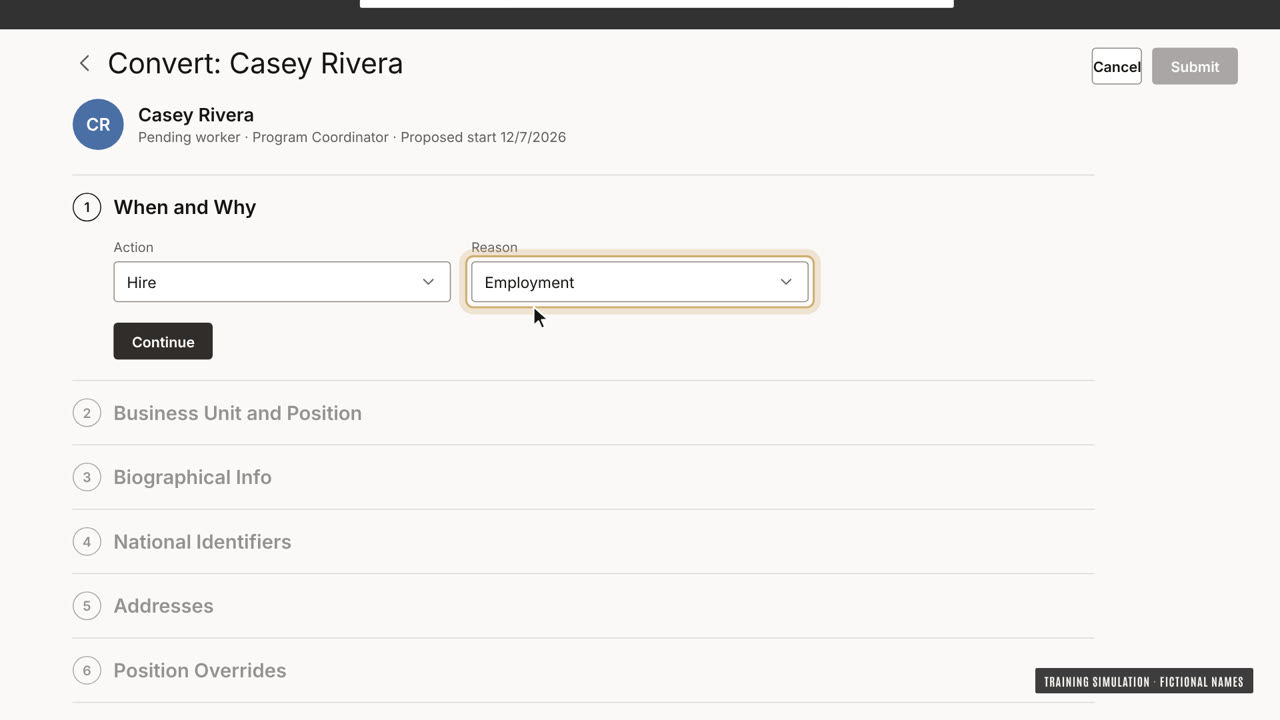 Convert: Casey Rivera
Cancel
Submit
CR
Casey Rivera
Pending worker · Program Coordinator · Proposed start 12/7/2026
1
When and Why
Action
Reason
Hire
Employment
Continue
2
Business Unit and Position
3
Biographical Info
4
National Identifiers
5
Addresses
6
Position Overrides
TRAINING SIMULATION · FICTIONAL NAMES